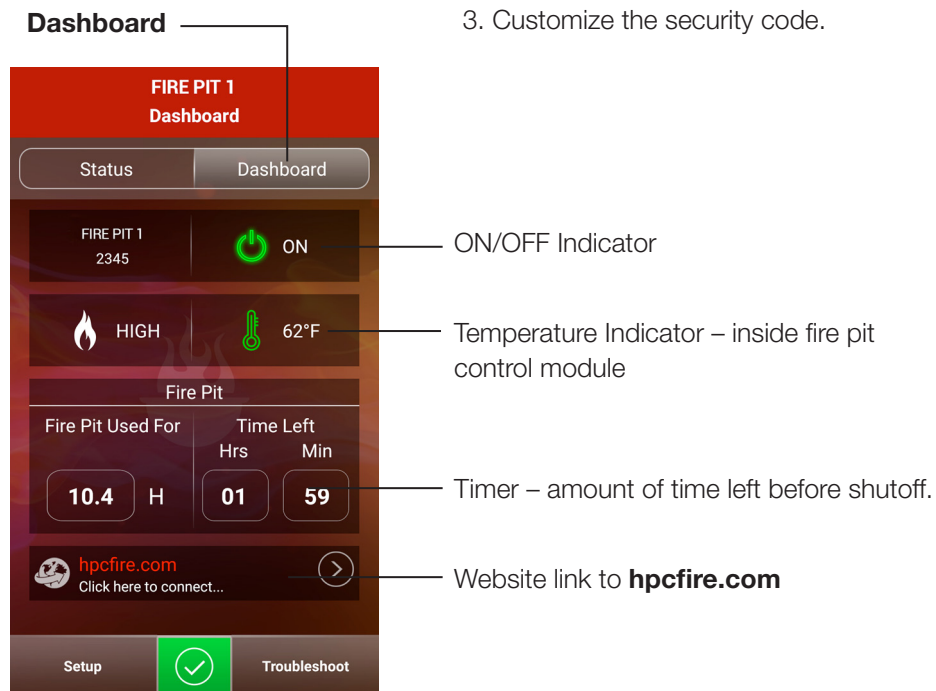 Dashboard
3. Customize the security code.
FIRE PIT 1
Dashboard
Status
Dashboard
FIRE PIT 1
2345
ON
ON/OFF Indicator
HIGH
62°F
Temperature Indicator – inside fire pit
control module
Fire Pit
Fire Pit Used For
Time Left
Hrs
Min
10.4
H
01
59
Timer – amount of time left before shutoff.
hpcfire.com
Click here to connect...
Website link to hpcfire.com
Setup
Troubleshoot